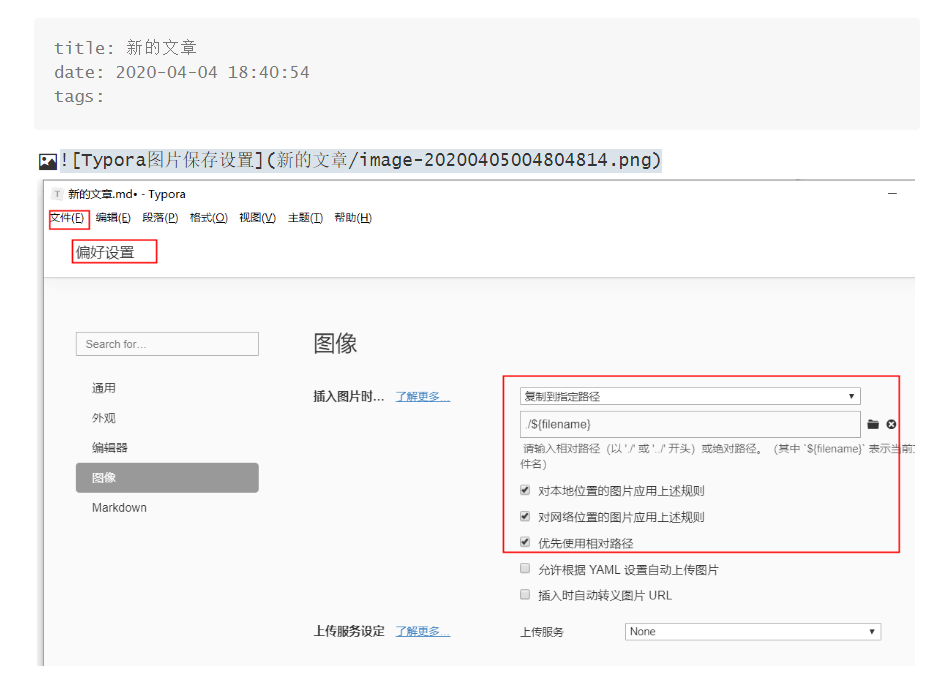 title: 新的文章
date: 2020-04-04 18:40:54
tags:
![Typora图片保存设置](新的文章/image-20200405004804814.png)
T 新的文章.md• - Typora
文件(F) 编辑(E) 段落(P) 格式(O) 视图(V) 主题(T) 帮助(H)
偏好设置
Search for...
图像
通用
插入图片时... 了解更多... 复制到指定路径
外观
./${filename}
编辑器
请输入相对路径（以 './' 或 '../' 开头）或绝对路径。（其中 `${filename}` 表示当前文
件名）
图像
对本地位置的图片应用上述规则
Markdown
对网络位置的图片应用上述规则
优先使用相对路径
允许根据 YAML 设置自动上传图片
插入时自动转义图片 URL
上传服务设定 了解更多... 上传服务 None